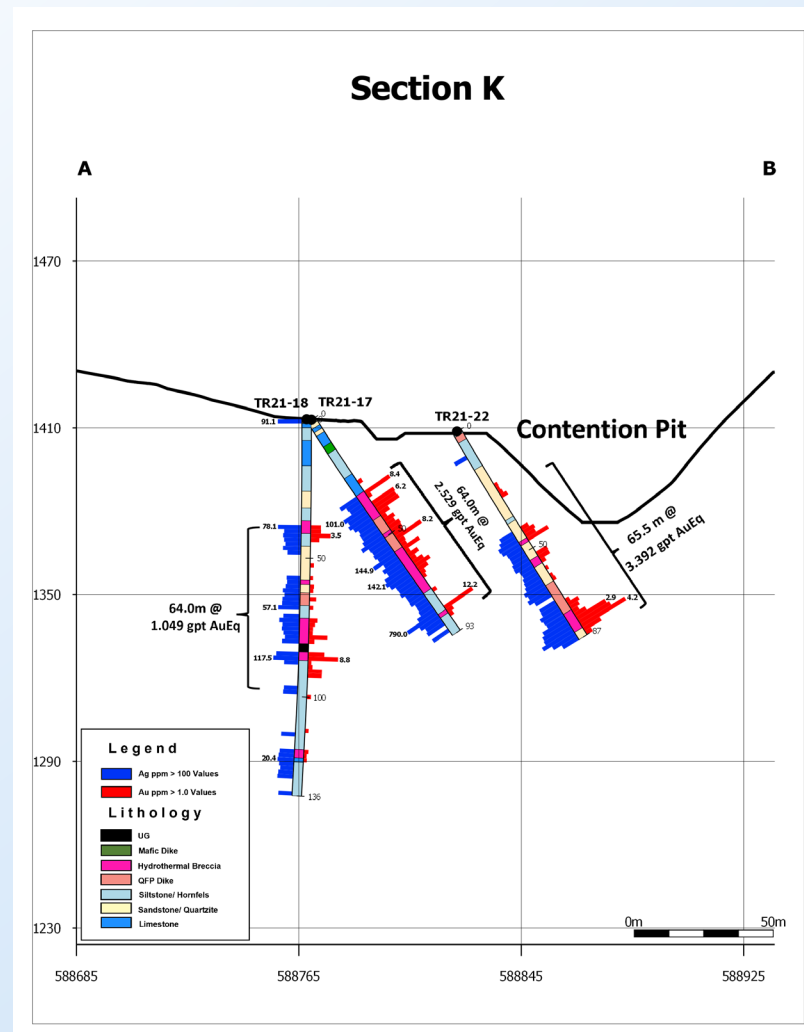 Section K
A
B
1470
1410
1350
1290
1230
588685
588765
588845
588925
TR21-18
TR21-17
TR21-22
Contention Pit
0
0
91.1
78.1
57.1
117.5
20.4
3.5
8.8
50
100
136
64.0m @
1.049 gpt AuEq
101.0
144.9
142.1
790.0
8.4
6.2
8.2
12.2
93
64.0m @
2.529 gpt AuEq
50
2.9
4.2
87
65.5 m @
3.392 gpt AuEq
Legend
Ag ppm > 100 Values
Au ppm > 1.0 Values
Lithology
UG
Mafic Dike
Hydrothermal Breccia
QFP Dike
Siltstone/ Hornfels
Sandstone/ Quartzite
Limestone
0m
50m